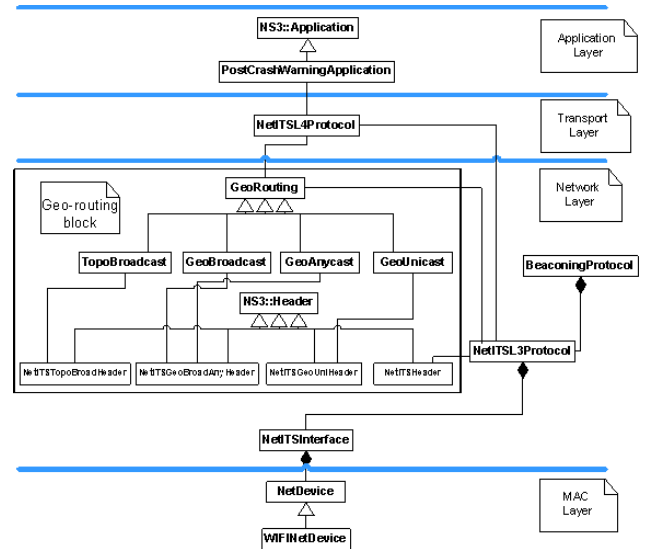 NS3::Application
Application
Layer
PostCrashWarningApplication
NetITSL4Protocol
Transport
Layer
GeoRouting
Network
Layer
Geo-routing
block
TopoBroadcast
GeoBroadcast
GeoAnycast
GeoUnicast
BeaconingProtocol
NS3::Header
NetITSL3Protocol
NetITSTopoBroadHeader
NetITSGeoBroadAnyHeader
NetITSGeoUniHeader
NetITSHeader
NetITSInterface
NetDevice
MAC
Layer
WIFINetDevice